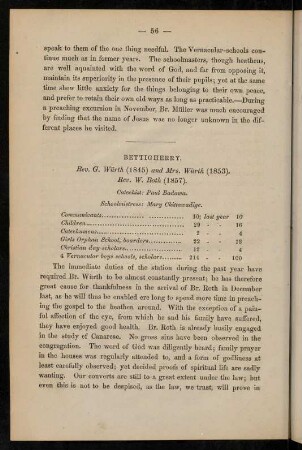 — 56 —
speak to them of the one thing needful. The Vernacular-schools con-
tinue much as in former years. The schoolmasters, though heathens,
are well aquainted with the word of God, and far from opposing it,
maintain its superiority in the presence of their pupils; yet at the same
time show little anxiety for the things belonging to their own peace,
and prefer to retain their own old ways as long as practicable.—During
a preaching excursion in November, Br. Müller was much encouraged
by finding that the name of Jesus was no longer unknown in the dif-
ferent places he visited.
BETTIGHERRY.
Rev. G. Würth (1845) and Mrs. Würth (1853).
Rev. W. Roth (1857).
Catechist: Paul Badawa.
Schoolmistress: Mary
Communicants 10; last year 10
Children 19 - 16
Catechumens 2 - 4
Girls Orphan School, boarders 22 - 18
Christian day-scholars - 4
4 Vernacular boys schools, scholars - 160
The immediate duties of the station during the past year have
required Br. Würth to be almost constantly present; he has therefore
great cause for thankfulness in the arrival of Br. Roth in December
last, as he will thus be enabled ere long to spend more time in preach-
ing the gospel to the heathen around. With the exception of a pain-
ful affection of the eye, from which he and his family have suffered,
they have enjoyed good health. Br. Roth is already busily engaged
in the study of Canarese. No gross sins have been observed in the
congregation. The word of God was diligently heard; family prayer
in the houses was regularly attended to, and a form of godliness at
least carefully observed; yet decided proofs of spiritual life are sadly
wanting. Our converts are still to a great extent under the law; but
even this is not to be despised, as the law, we trust, will prove in